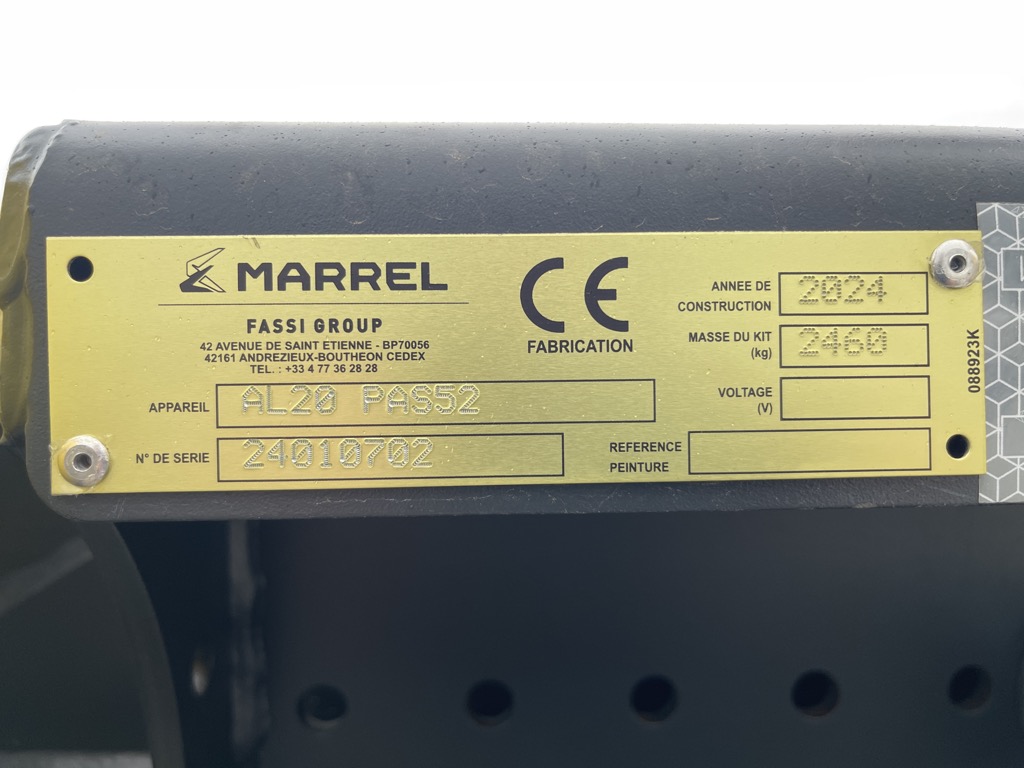 MARREL
FASSI GROUP
42 AVENUE DE SAINT ETIENNE - BP70056
42161 ANDREZIEUX-BOUTHEON CEDEX
TEL. : +33 4 77 36 28 28
CE
FABRICATION
ANNEE DE
CONSTRUCTION
2024
MASSE DU KIT
(kg)
2460
VOLTAGE
(V)
APPAREIL
AL20 PAS52
N° DE SERIE
24010702
REFERENCE
PEINTURE
088923K